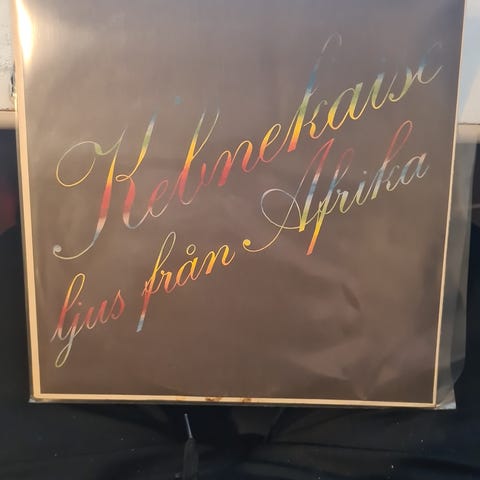 Kebnekaise
ljus från Afrika